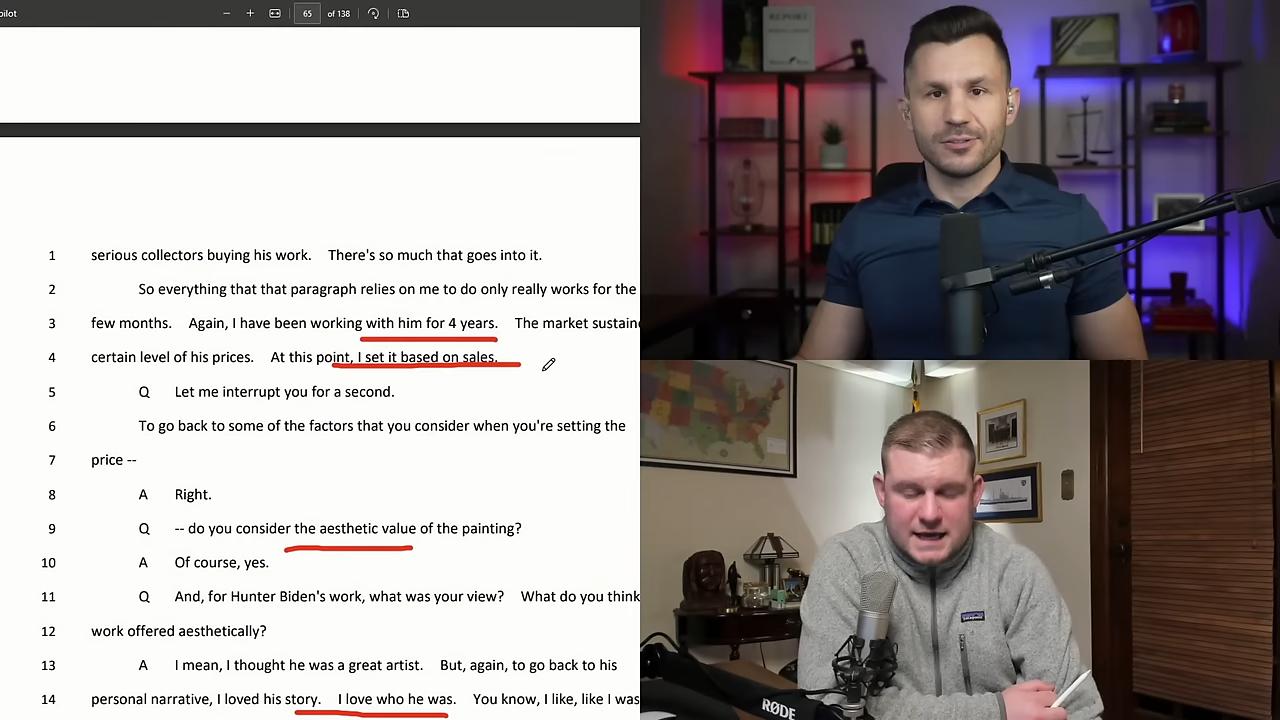 pilot
65 of 138
1 serious collectors buying his work. There's so much that goes into it.
2 So everything that that paragraph relies on me to do only really works for the
3 few months. Again, I have been working with him for 4 years. The market
4 certain level of his prices. At this point, I set it based on sales.
5 Q Let me interrupt you for a second.
6 To go back to some of the factors that you consider when you're setting the
7 price --
8 A Right.
9 Q -- do you consider the aesthetic value of the painting?
10 A Of course, yes.
11 Q And, for Hunter Biden's work, what was your view? What do you think
12 work offered aesthetically?
13 A I mean, I thought he was a great artist. But, again, to go back to his
14 personal narrative, I loved his story. I love who he was. You know, I like, like I was
REPORT
patagonia
RØDE